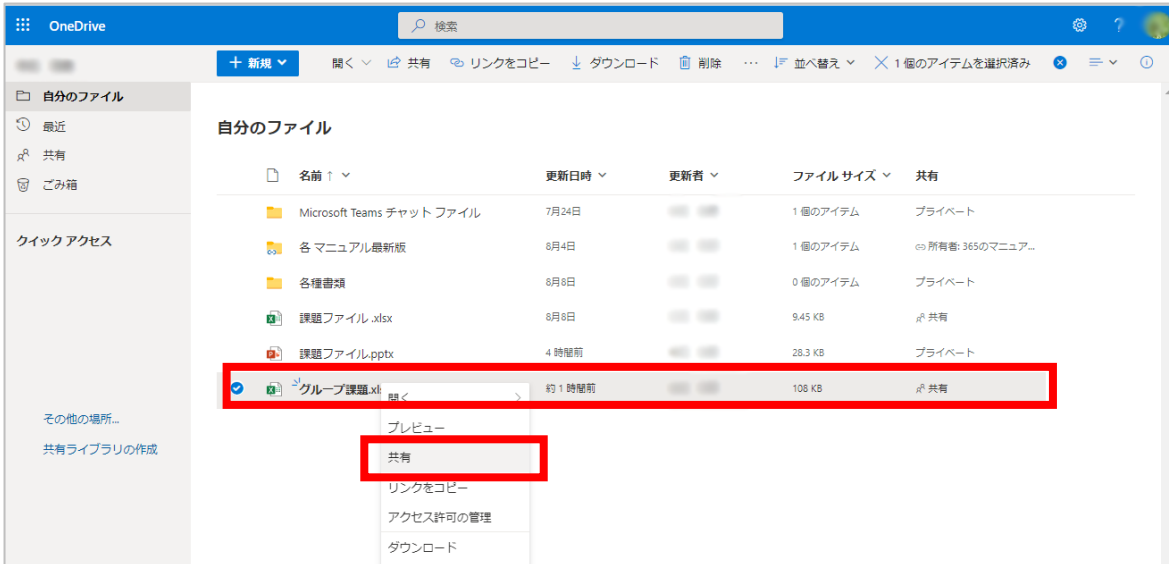 OneDrive
検索
新規
開く
共有
リンクをコピー
ダウンロード
削除
…
並べ替え
1 個のアイテムを選択済み
自分のファイル
最近
共有
ごみ箱
クイック アクセス
その他の場所...
共有ライブラリの作成
自分のファイル
名前 ↑ 更新日時 更新者 ファイル サイズ 共有
Microsoft Teams チャット ファイル 7月24日 1 個のアイテム プライベート
各 マニュアル最新版 8月4日 1 個のアイテム 所有者: 365のマニュア...
各種書類 8月8日 0 個のアイテム プライベート
課題ファイル .xlsx 8月8日 9.45 KB 共有
課題ファイル.pptx 4 時間前 28.3 KB プライベート
グループ課題.xl 約 1 時間前 108 KB 共有
開く
プレビュー
共有
リンクをコピー
アクセス許可の管理
ダウンロード